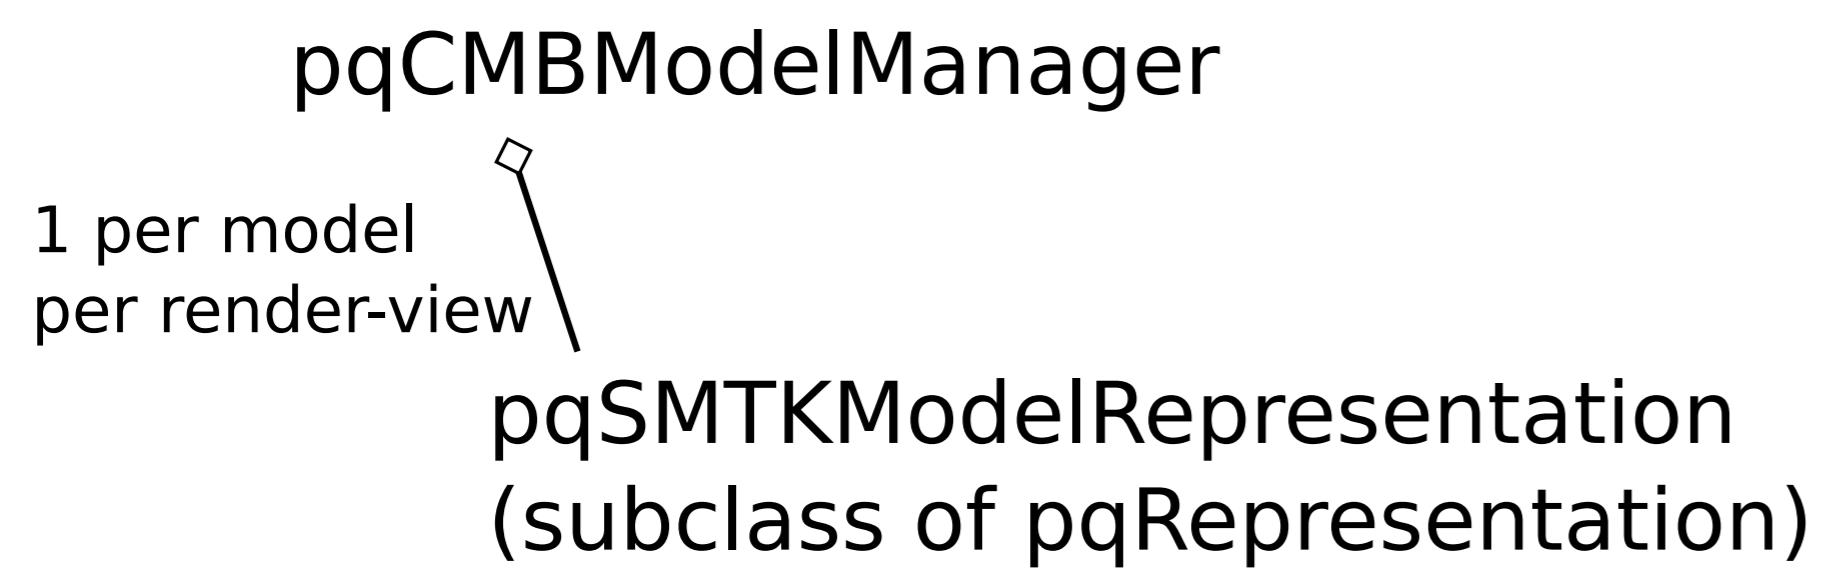 pqCMBModelManager
1 per model
per render-view
pqSMTKModelRepresentation
(subclass of pqRepresentation)